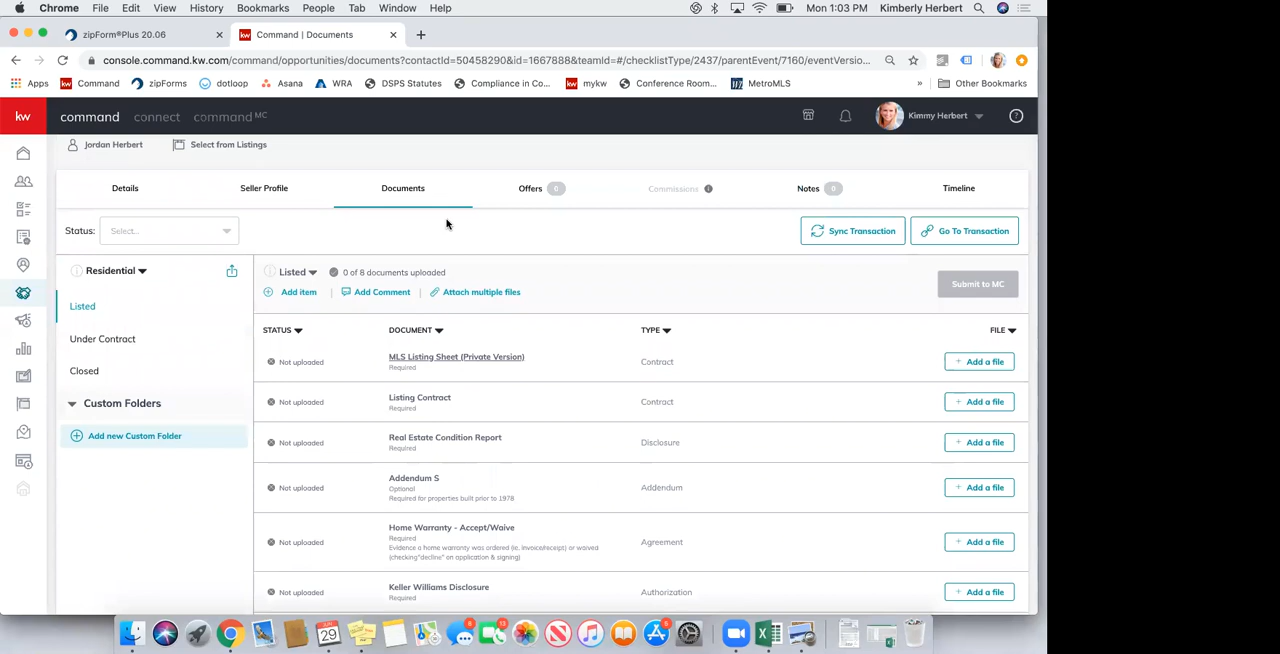 Chrome File Edit View History Bookmarks People Tab Window Help Mon 1:03 PM Kimberly Herbert
zipForm®Plus 20.06 Command | Documents
console.command.kw.com/command/opportunities/documents?contactId=50458290&id=1667888&teamId=#/checklistType/2437/parentEvent/7160/eventVersio...
Apps Command zipForms dotloop Asana WRA DSPS Statutes Compliance in Co... mykw Conference Room... MetroMLS » Other Bookmarks
kw command connect command MC Kimmy Herbert
Jordan Herbert Select from Listings
Details Seller Profile Documents Offers 0 Commissions Notes 0 Timeline
Status: Select... Sync Transaction Go To Transaction
Residential Listed 0 of 8 documents uploaded
Submit to MC
Add item | Add Comment | Attach multiple files
Listed
Under Contract
Closed
Custom Folders
Add new Custom Folder
STATUS DOCUMENT TYPE FILE
Not uploaded MLS Listing Sheet (Private Version) Contract + Add a file
Required
Not uploaded Listing Contract Contract + Add a file
Required
Not uploaded Real Estate Condition Report Disclosure + Add a file
Required
Not uploaded Addendum S Addendum + Add a file
Optional
Required for properties built prior to 1978.
Not uploaded Home Warranty - Accept/Waive Agreement + Add a file
Required
Evidence a home warranty was ordered (ie, invoice/receipt) or waived
(checking"decline" on application & signing)
Not uploaded Keller Williams Disclosure Authorization + Add a file
Required